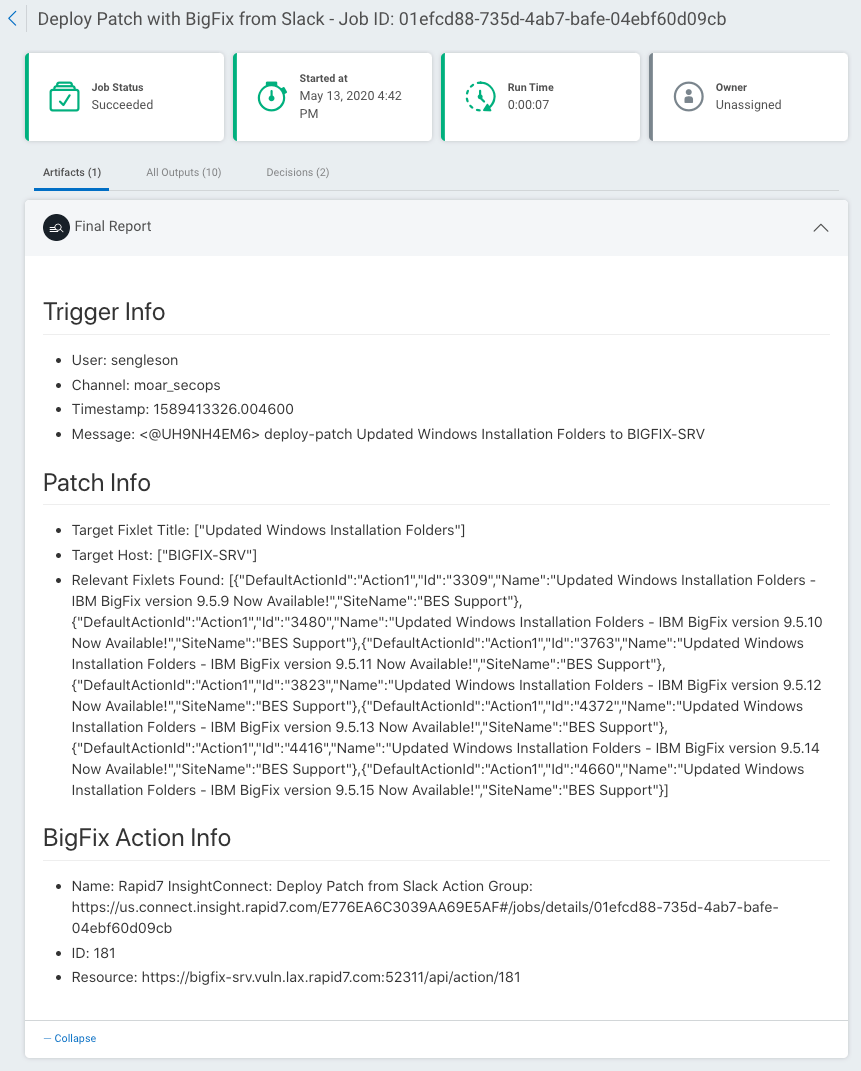 Deploy Patch with BigFix from Slack - Job ID: 01efcd88-735d-4ab7-bafe-04ebf60d09cb
Job Status
Succeeded
Started at
May 13, 2020 4:42
PM
Run Time
0:00:07
Owner
Unassigned
Artifacts (1)
All Outputs (10)
Decisions (2)
Final Report
Trigger Info
• User: sengleson
• Channel: moar_secops
• Timestamp: 1589413326.004600
• Message: <@UH9NH4EM6> deploy-patch Updated Windows Installation Folders to BIGFIX-SRV
Patch Info
• Target Fixlet Title: ["Updated Windows Installation Folders"]
• Target Host: ["BIGFIX-SRV"]
• Relevant Fixlets Found: [{"DefaultActionId":"Action1","Id":"3309","Name":"Updated Windows Installation Folders -
IBM BigFix version 9.5.9 Now Available!","SiteName":"BES Support"},
{"DefaultActionId":"Action1","Id":"3480","Name":"Updated Windows Installation Folders - IBM BigFix version 9.5.10
Now Available!","SiteName":"BES Support"},{"DefaultActionId":"Action1","Id":"3763","Name":"Updated Windows
Installation Folders - IBM BigFix version 9.5.11 Now Available!","SiteName":"BES Support"},
{"DefaultActionId":"Action1","Id":"3823","Name":"Updated Windows Installation Folders - IBM BigFix version 9.5.12
Now Available!","SiteName":"BES Support"},{"DefaultActionId":"Action1","Id":"4372","Name":"Updated Windows
Installation Folders - IBM BigFix version 9.5.13 Now Available!","SiteName":"BES Support"},
{"DefaultActionId":"Action1","Id":"4416","Name":"Updated Windows Installation Folders - IBM BigFix version 9.5.14
Now Available!","SiteName":"BES Support"},{"DefaultActionId":"Action1","Id":"4660","Name":"Updated Windows
Installation Folders - IBM BigFix version 9.5.15 Now Available!","SiteName":"BES Support"}]
BigFix Action Info
• Name: Rapid7 InsightConnect: Deploy Patch from Slack Action Group:
https://us.connect.insight.rapid7.com/E776EA6C3039AA69E5AF#/jobs/details/01efcd88-735d-4ab7-bafe-
04ebf60d09cb
• ID: 181
• Resource: https://bigfix-srv.vuln.lax.rapid7.com:52311/api/action/181
— Collapse